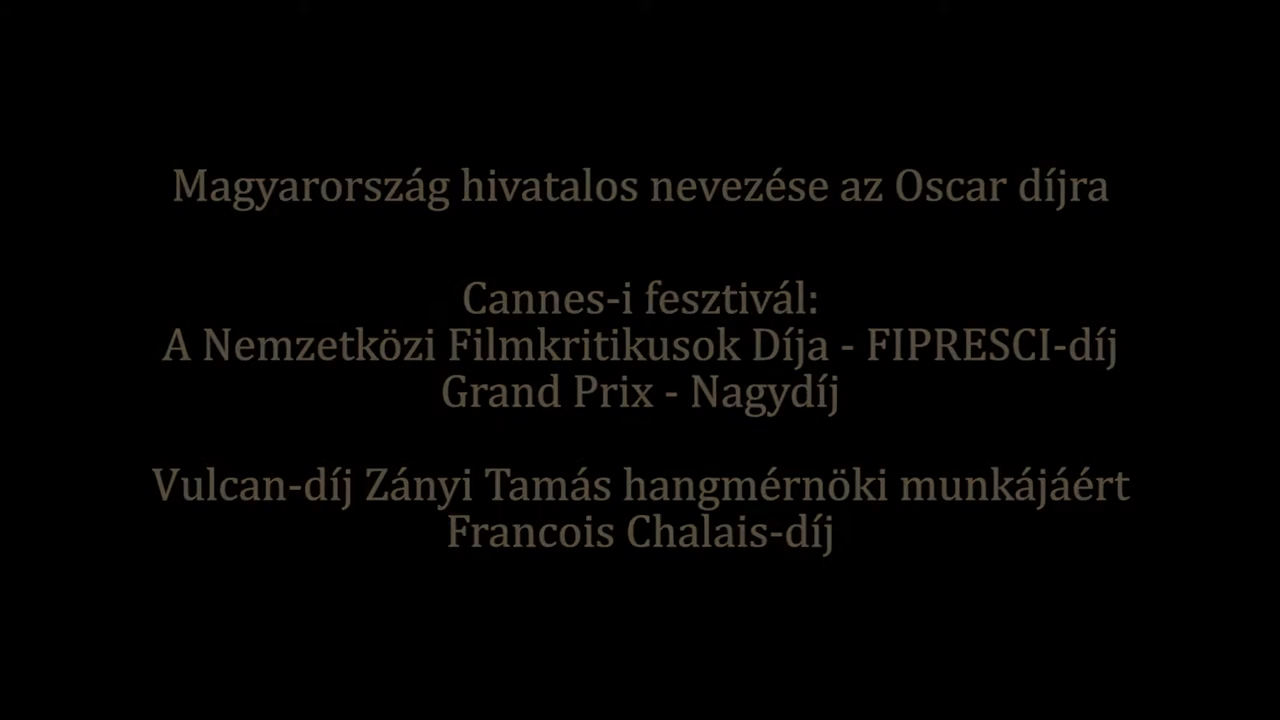 Magyarország hivatalos nevezése az Oscar díjra
Cannes-i fesztivál:
A Nemzetközi Filmkritikusok Díja - FIPRESCI-díj
Grand Prix - Nagydíj
Vulcan-díj Zányi Tamás hangmérnöki munkájáért
Francois Chalais-díj